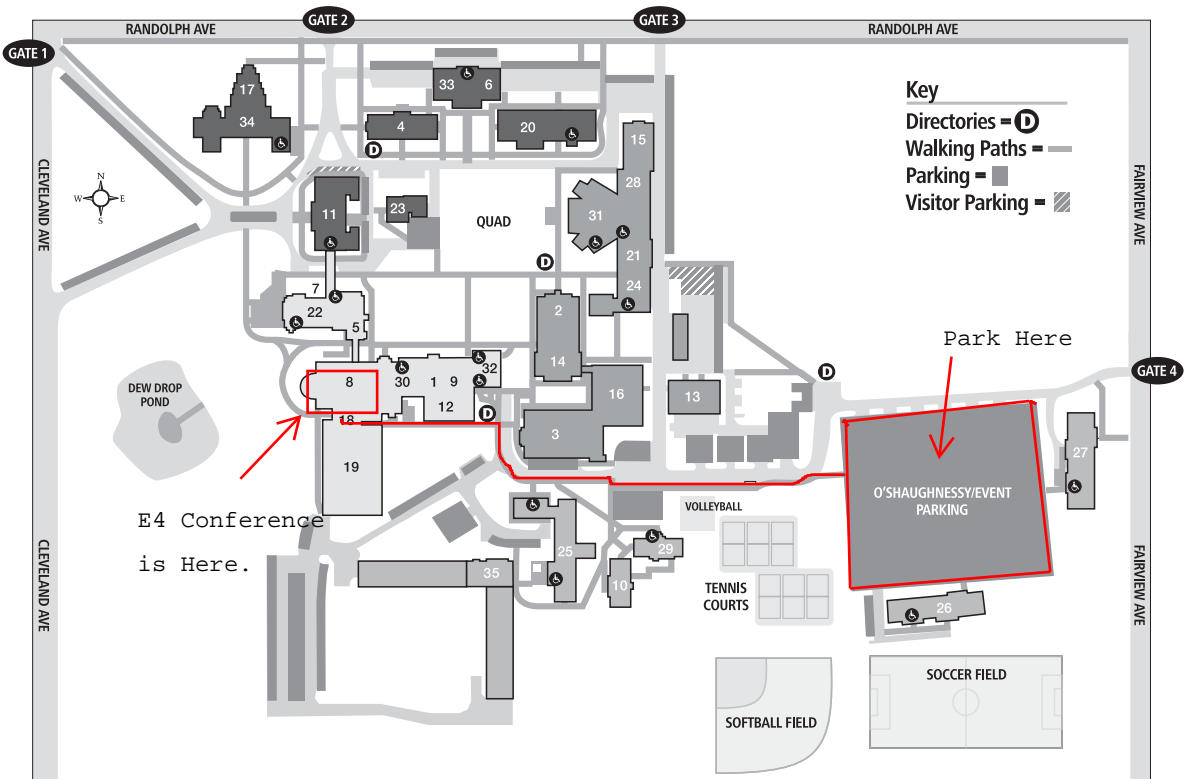 GATE 2
GATE 3
RANDOLPH AVE
RANDOLPH AVE
GATE 1
17
34
33 6
4
20
D
15
28
31
21
24
11
23
QUAD
D
Key
Directories = D
Walking Paths =
Parking =
Visitor Parking =
CLEVELAND AVE
FAIRVIEW AVE
N
W E
S
7
22
5
2
14
Park Here
8
30
1 9
32
12
D
18
16
13
D
GATE 4
DEW DROP
POND
3
19
27
O'SHAUGHNESSY/EVENT
PARKING
E4 Conference
is Here.
VOLLEYBALL
25
29
10
35
TENNIS
COURTS
26
CLEVELAND AVE
FAIRVIEW AVE
SOFTBALL FIELD
SOCCER FIELD